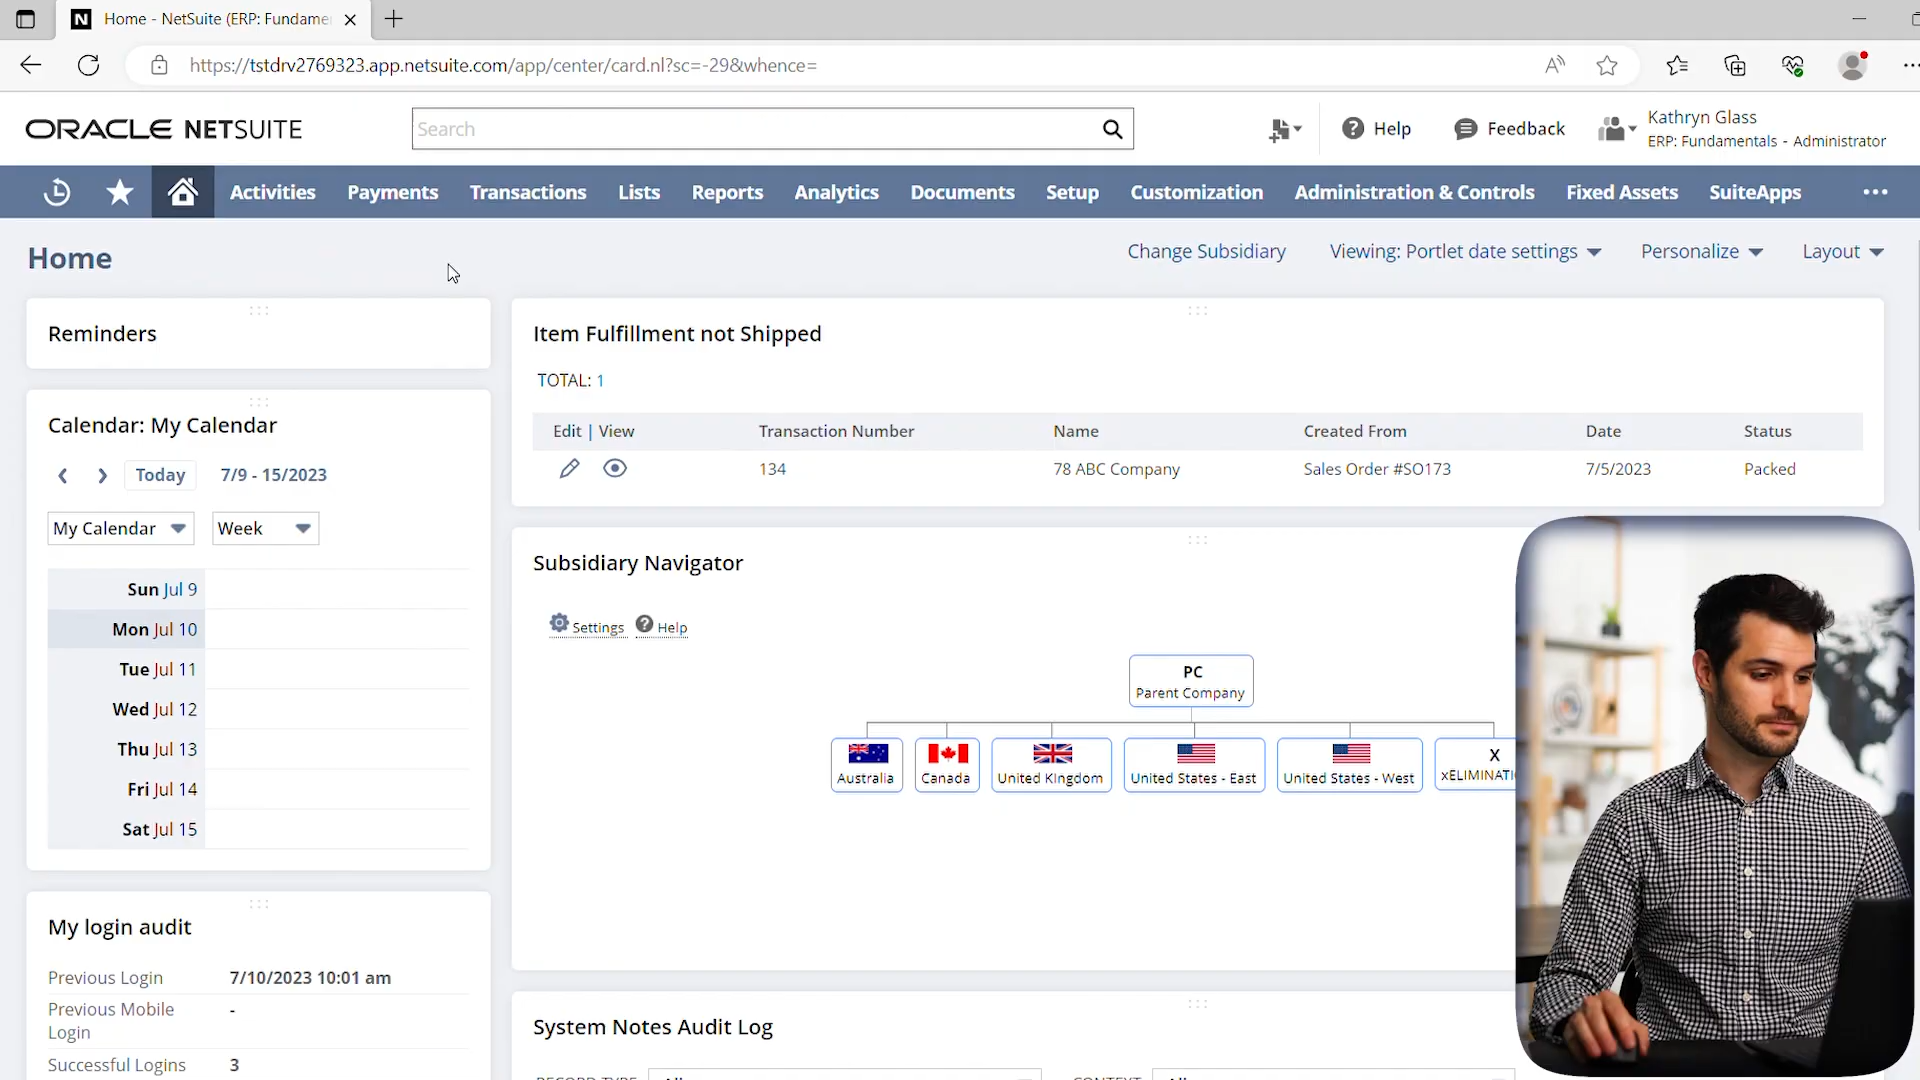 Home - NetSuite (ERP: Fundame
https://tstdrv2769323.app.netsuite.com/app/center/card.nl?sc=-29&whence=
ORACLE NETSUITE
Search
Help
Feedback
Kathryn Glass
ERP: Fundamentals - Administrator
Activities Payments Transactions Lists Reports Analytics Documents Setup Customization Administration & Controls Fixed Assets SuiteApps
Home
Change Subsidiary
Viewing: Portlet date settings
Personalize
Layout
Reminders
Calendar: My Calendar
Today 7/9 - 15/2023
My Calendar Week
Sun Jul 9
Mon Jul 10
Tue Jul 11
Wed Jul 12
Thu Jul 13
Fri Jul 14
Sat Jul 15
My login audit
Previous Login 7/10/2023 10:01 am
Previous Mobile Login -
Successful Logins 3
Item Fulfillment not Shipped
TOTAL: 1
Edit | View Transaction Number Name Created From Date Status
134 78 ABC Company Sales Order #SO173 7/5/2023 Packed
Subsidiary Navigator
Settings Help
PC
Parent Company
Australia
Canada
United KIngdom
United States - East
United States - West
X
xELIMINATI
System Notes Audit Log
RECORD TYPE
CONTEXT